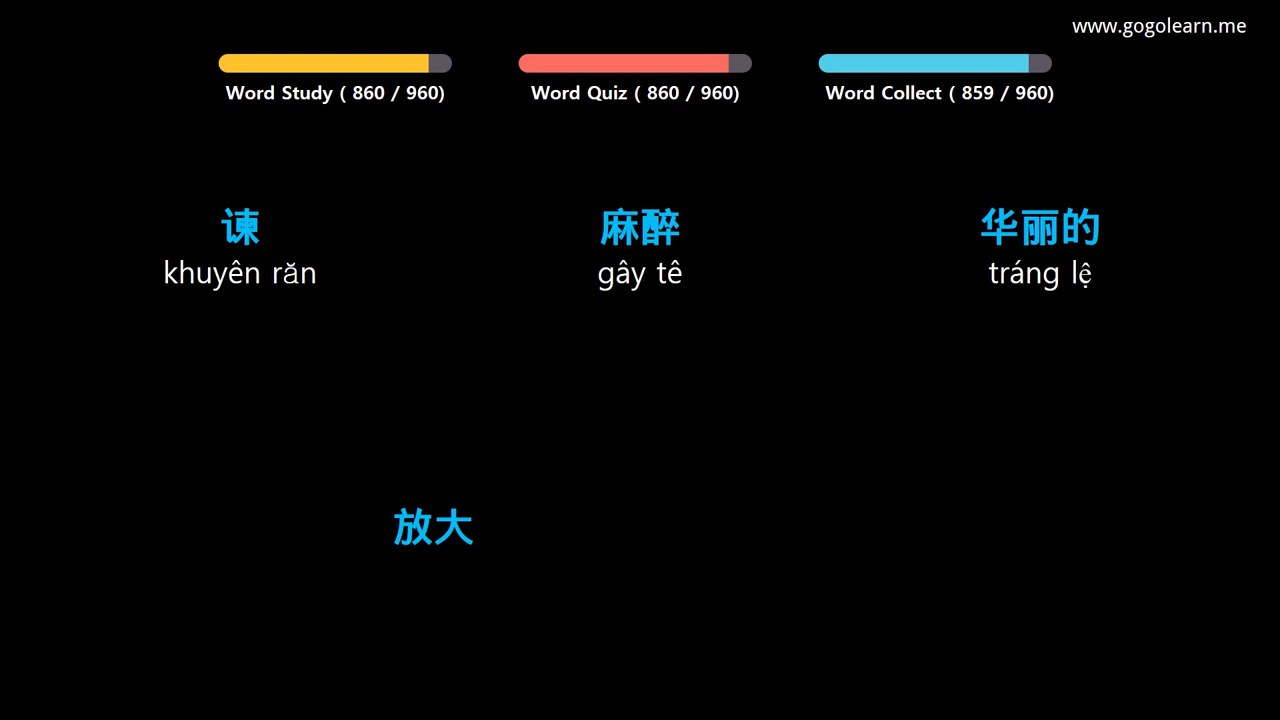 www.gogolearn.me
Word Study ( 860 / 960)
Word Quiz ( 860 / 960)
Word Collect ( 859 / 960)
谏
麻醉
华丽的
khuyên răn
gây tê
tráng lệ
放大